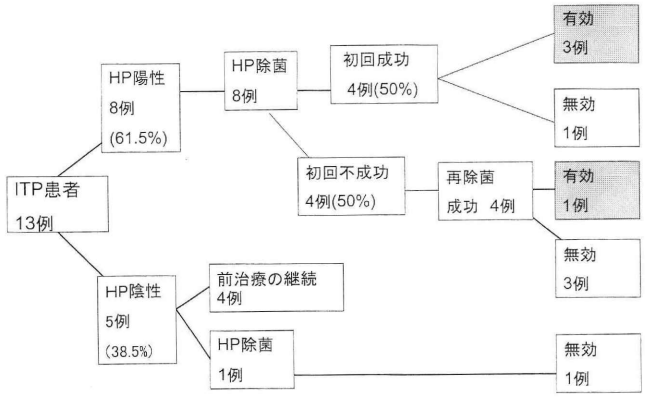 ITP患者
13例
HP陽性
8例
(61.5%)
HP除菌
8例
初回成功
4例(50%)
有効
3例
無効
1例
初回不成功
4例(50%)
再除菌
成功 4例
有効
1例
無効
3例
HP陰性
5例
(38.5%)
前治療の継続
4例
HP除菌
1例
無効
1例